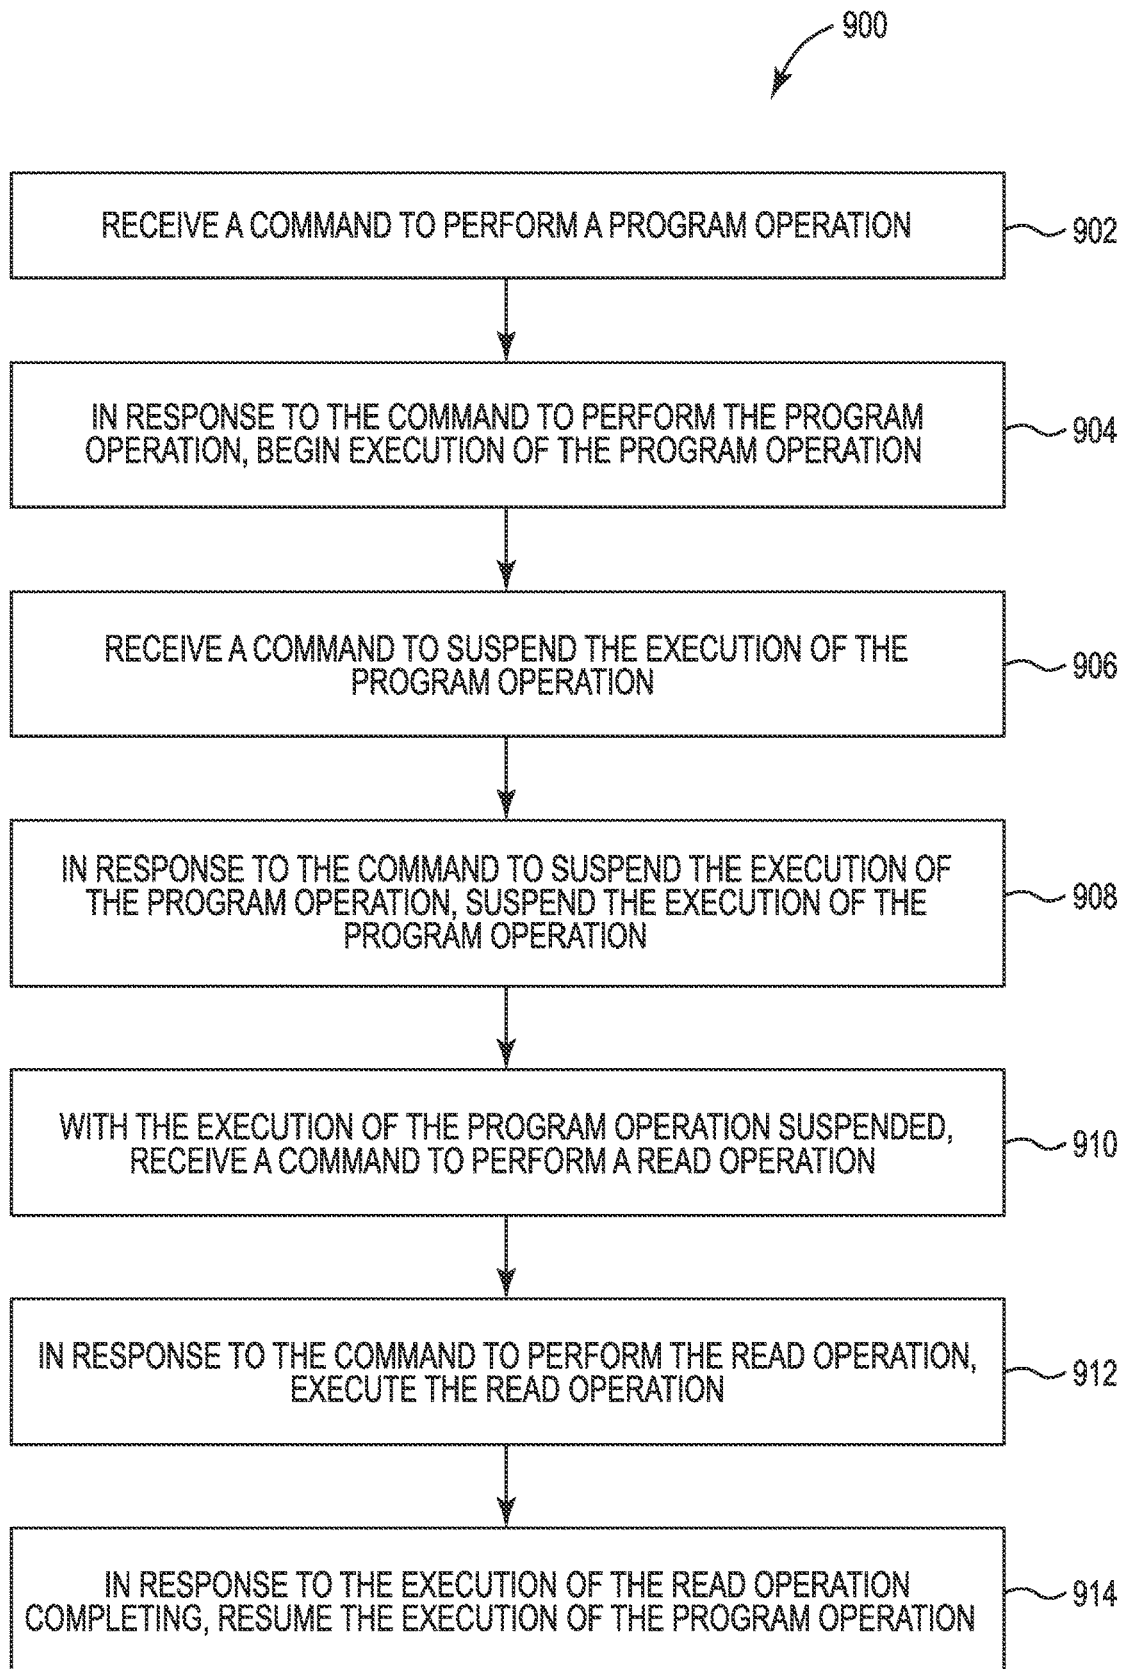 900
RECEIVE A COMMAND TO PERFORM A PROGRAM OPERATION
902
IN RESPONSE TO THE COMMAND TO PERFORM THE PROGRAM
OPERATION, BEGIN EXECUTION OF THE PROGRAM OPERATION
904
RECEIVE A COMMAND TO SUSPEND THE EXECUTION OF THE
PROGRAM OPERATION
906
IN RESPONSE TO THE COMMAND TO SUSPEND THE EXECUTION OF
THE PROGRAM OPERATION, SUSPEND THE EXECUTION OF THE
PROGRAM OPERATION
908
WITH THE EXECUTION OF THE PROGRAM OPERATION SUSPENDED,
RECEIVE A COMMAND TO PERFORM A READ OPERATION
910
IN RESPONSE TO THE COMMAND TO PERFORM THE READ OPERATION,
EXECUTE THE READ OPERATION
912
IN RESPONSE TO THE EXECUTION OF THE READ OPERATION
COMPLETING, RESUME THE EXECUTION OF THE PROGRAM OPERATION
914